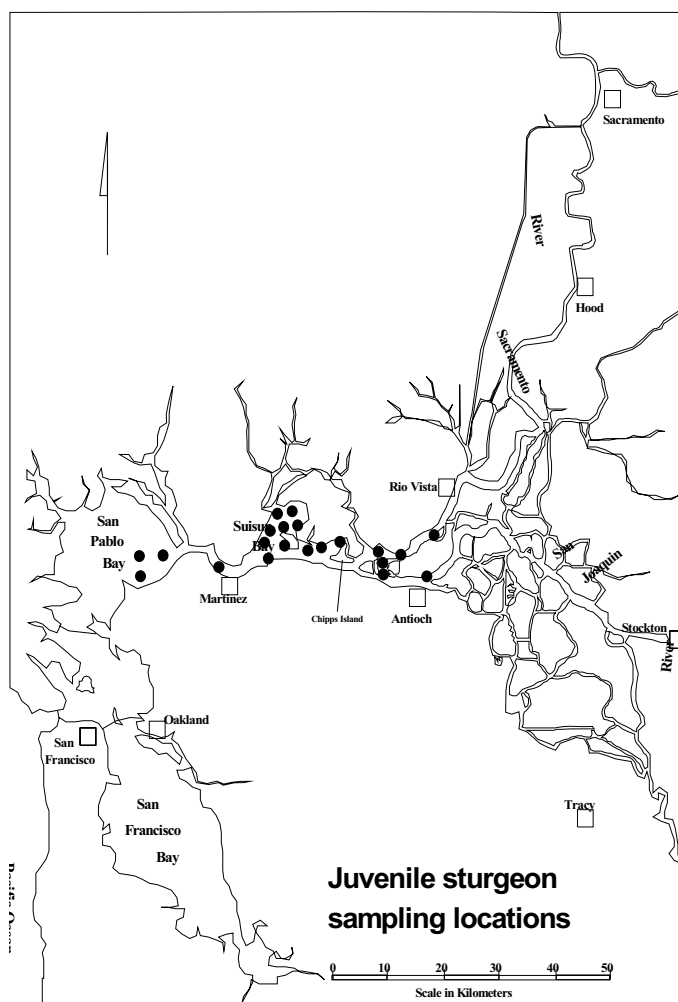 Sacramento
River
Hood
Sacramento
Rio Vista
San
Pablo
Bay
Suisun
Bay
San
Joaquin
River
Martinez
Chipps Island
Antioch
Stockton
Oakland
San
Francisco
San
Francisco
Bay
Tracy
Pacific Ocean
Juvenile sturgeon
sampling locations
0 10 20 30 40 50
Scale in Kilometers